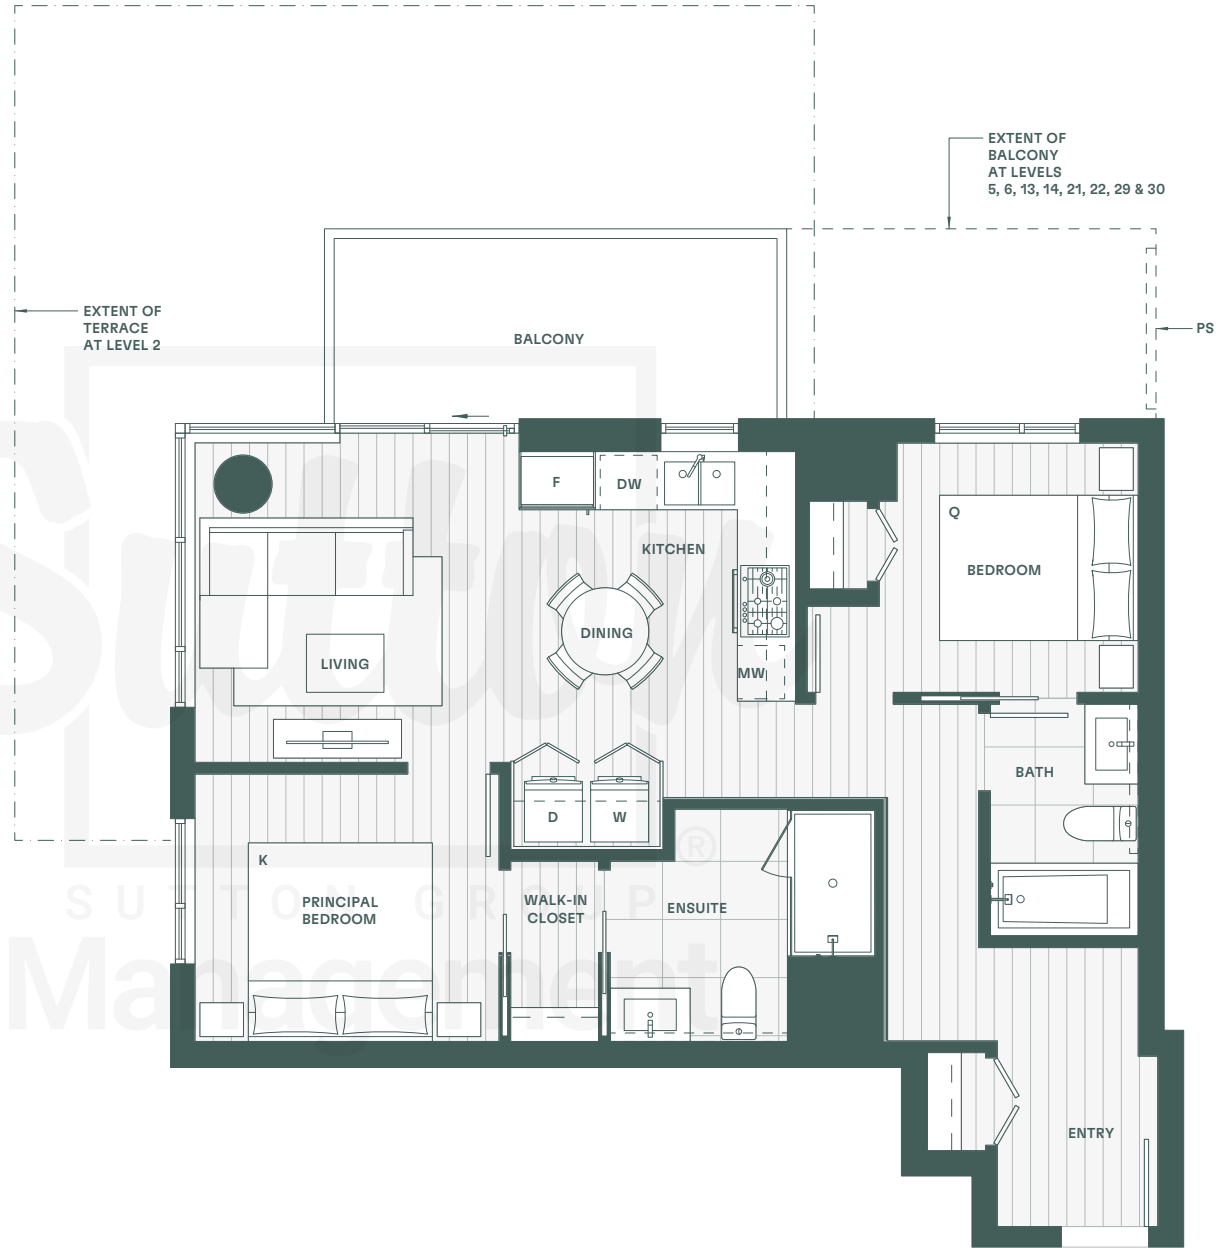 EXTENT OF
BALCONY
AT LEVELS
5, 6, 13, 14, 21, 22, 29 & 30
EXTENT OF
TERRACE
AT LEVEL 2
PS
BALCONY
F
DW
Q
KITCHEN
BEDROOM
DINING
LIVING
MW
BATH
D
W
K
PRINCIPAL
BEDROOM
WALK-IN
CLOSET
ENSUITE
ENTRY
Sutton
®
SUTTON GROUP
Management